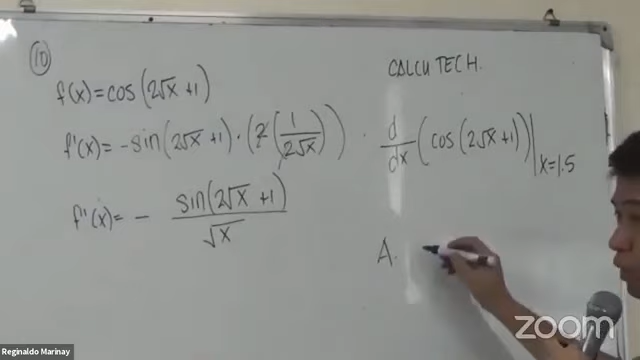 10
f(x) = cos(2√x +1)
f'(x) = -sin(2√x +1) · (2(1/2√x))
f'(x) = - sin(2√x +1)/√x
CALCU TECH.
d/dx (cos(2√x +1))|x=1.5
A.
zoom
Reginaldo Marinay